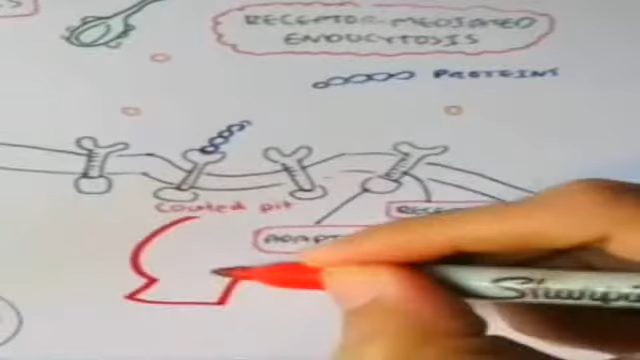 RECEPTOR-MEDIATED
ENDOCYTOSIS
PROTEINS
Coated pit
Sharpie